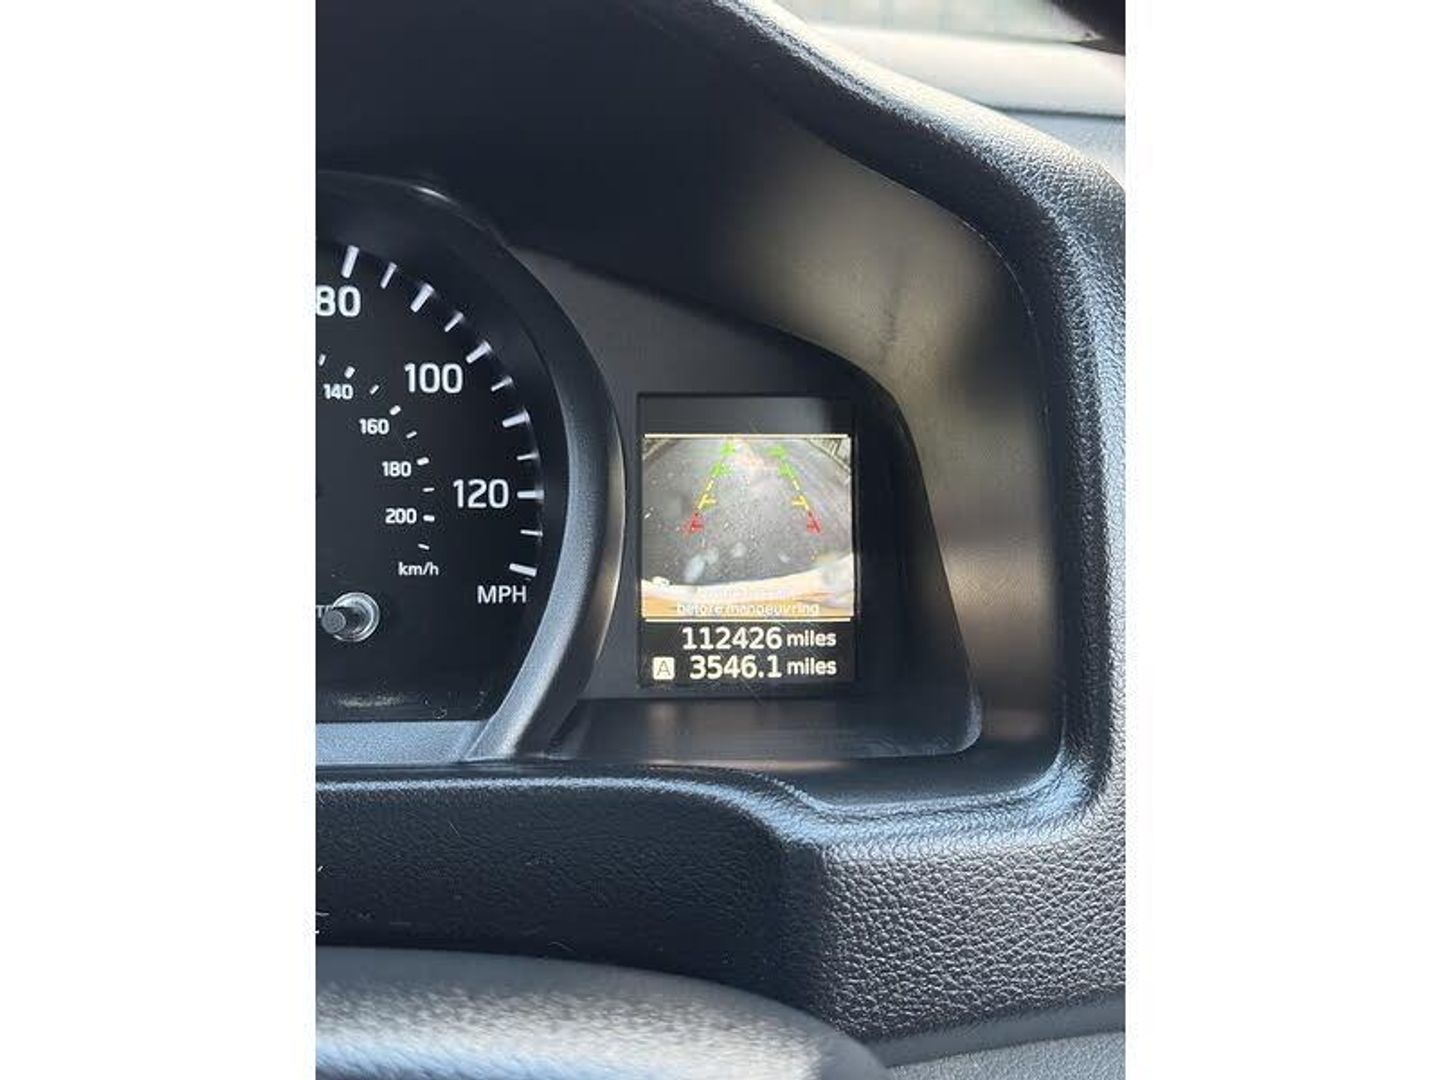 80
100
120
140
160
180
200
km/h
MPH
before manoeuvring
112426 miles
A 3546.1 miles